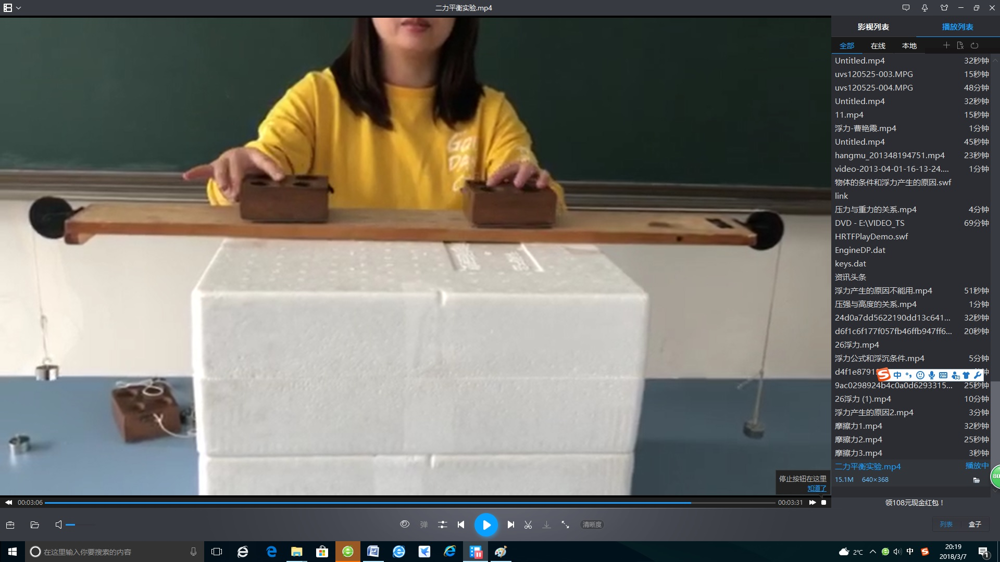 二力平衡实验.mp4
影视列表 播放列表
全部 在线 本地
Untitled.mp4 32秒钟
uvs120525-003.MPG 15秒钟
uvs120525-004.MPG 48分钟
Untitled.mp4 32秒钟
11.mp4 15秒钟
浮力-曹艳霞.mp4 1分钟
Untitled.mp4 45秒钟
hangmu_201348194751.mp4 23秒钟
video-2013-04-01-16-13-24.... 1分钟
物体的条件和浮力产生的原因.swf
link
压力与重力的关系.mp4 4分钟
DVD - E:\VIDEO_TS 69分钟
HRTFPlayDemo.swf
EngineDP.dat
keys.dat
资讯头条
浮力产生的原因不能用.mp4 51秒钟
压强与高度的关系.mp4 1分钟
24d0a7dd5622190dd13c641... 32秒钟
d6f1c6f177f057fb46ffb947ff6... 20秒钟
26浮力.mp4
浮力公式和浮沉条件.mp4 5分钟
d4f1e879 中 钟
9ac0298924b4c0a0d6293315... 25秒钟
26浮力 (1).mp4 10分钟
浮力产生的原因2.mp4 3分钟
摩擦力1.mp4 32秒钟
摩擦力2.mp4 25秒钟
摩擦力3.mp4 3秒钟
二力平衡实验.mp4 播放中
15.1M 640×368
80
停止按钮在这里
知道了
00:03:06 00:03:31
领108元现金红包！
弹 清晰度
列表 盒子
在这里输入你要搜索的内容
2°C 中
20:19
2018/3/7
1